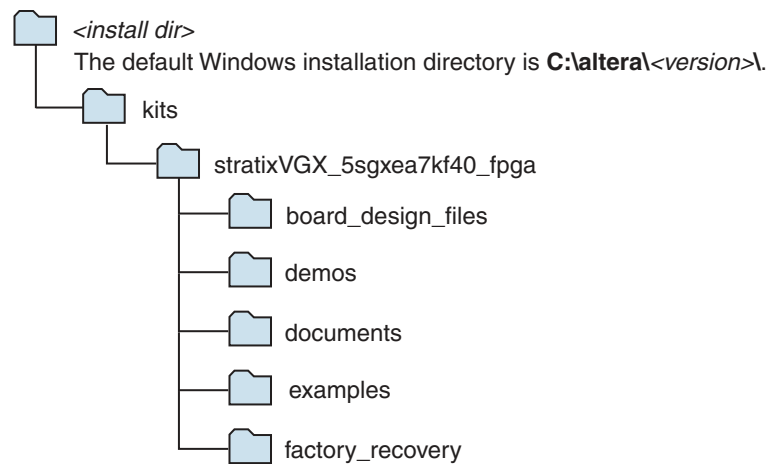 <install dir>
The default Windows installation directory is C:\altera\<version>\.
kits
stratixVGX_5sgxea7kf40_fpga
board_design_files
demos
documents
examples
factory_recovery